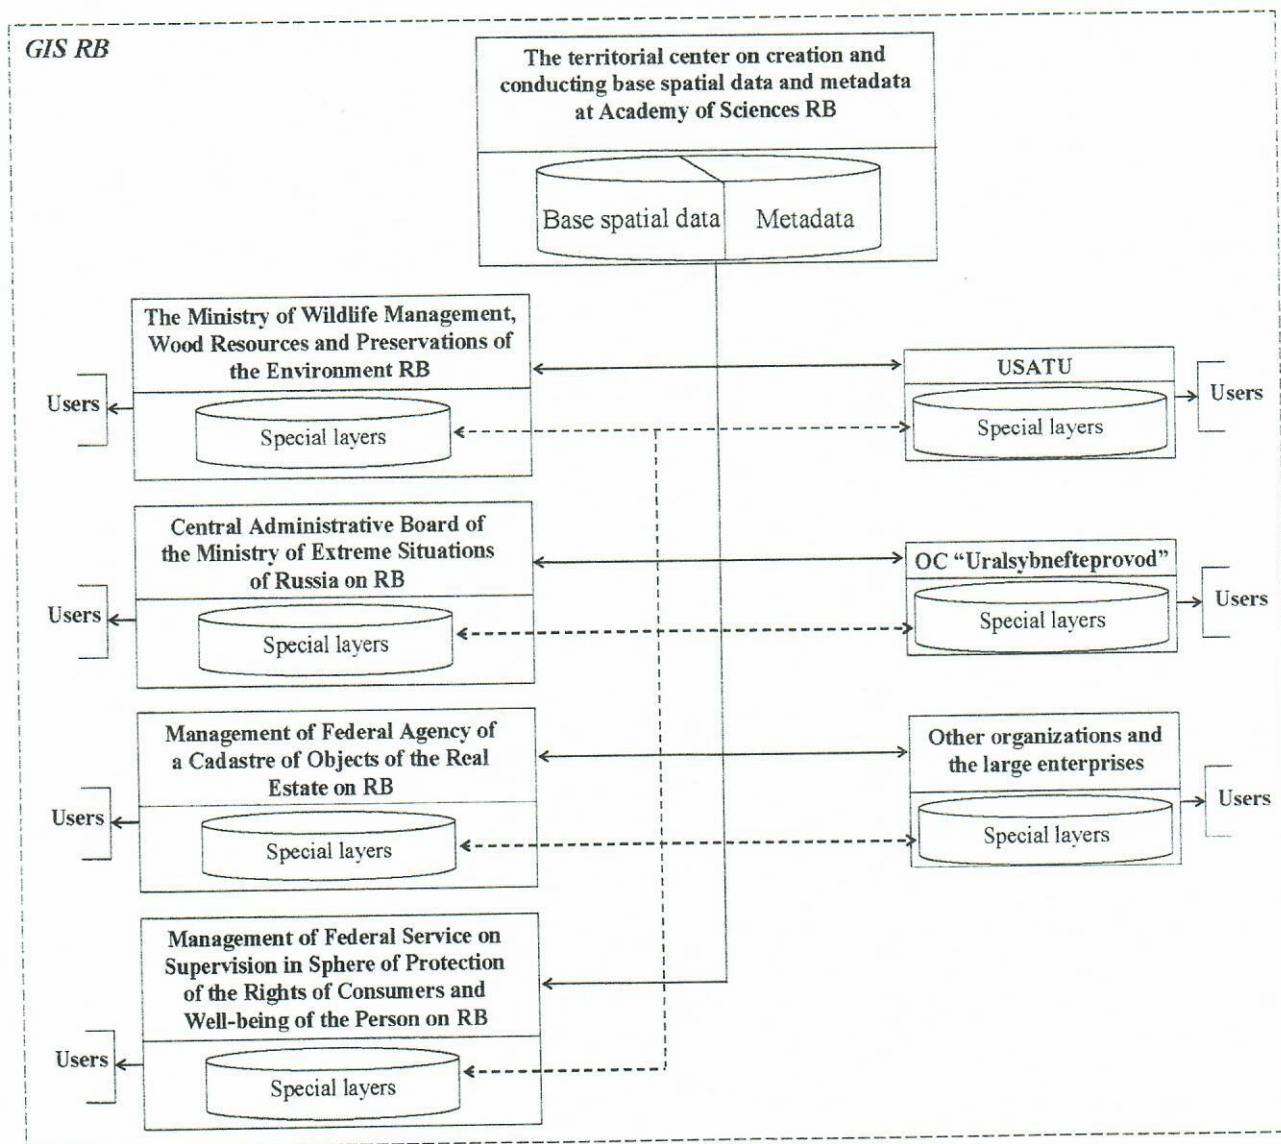 GIS RB
The territorial center on creation and
conducting base spatial data and metadata
at Academy of Sciences RB
Base spatial data
Metadata
The Ministry of Wildlife Management,
Wood Resources and Preservations of
the Environment RB
Users
Special layers
USATU
Special layers
Users
Central Administrative Board of
the Ministry of Extreme Situations
of Russia on RB
Users
Special layers
OC “Uralsybnefteprovod”
Special layers
Users
Management of Federal Agency of
a Cadastre of Objects of the Real
Estate on RB
Users
Special layers
Other organizations and
the large enterprises
Special layers
Users
Management of Federal Service on
Supervision in Sphere of Protection
of the Rights of Consumers and
Well-being of the Person on RB
Users
Special layers